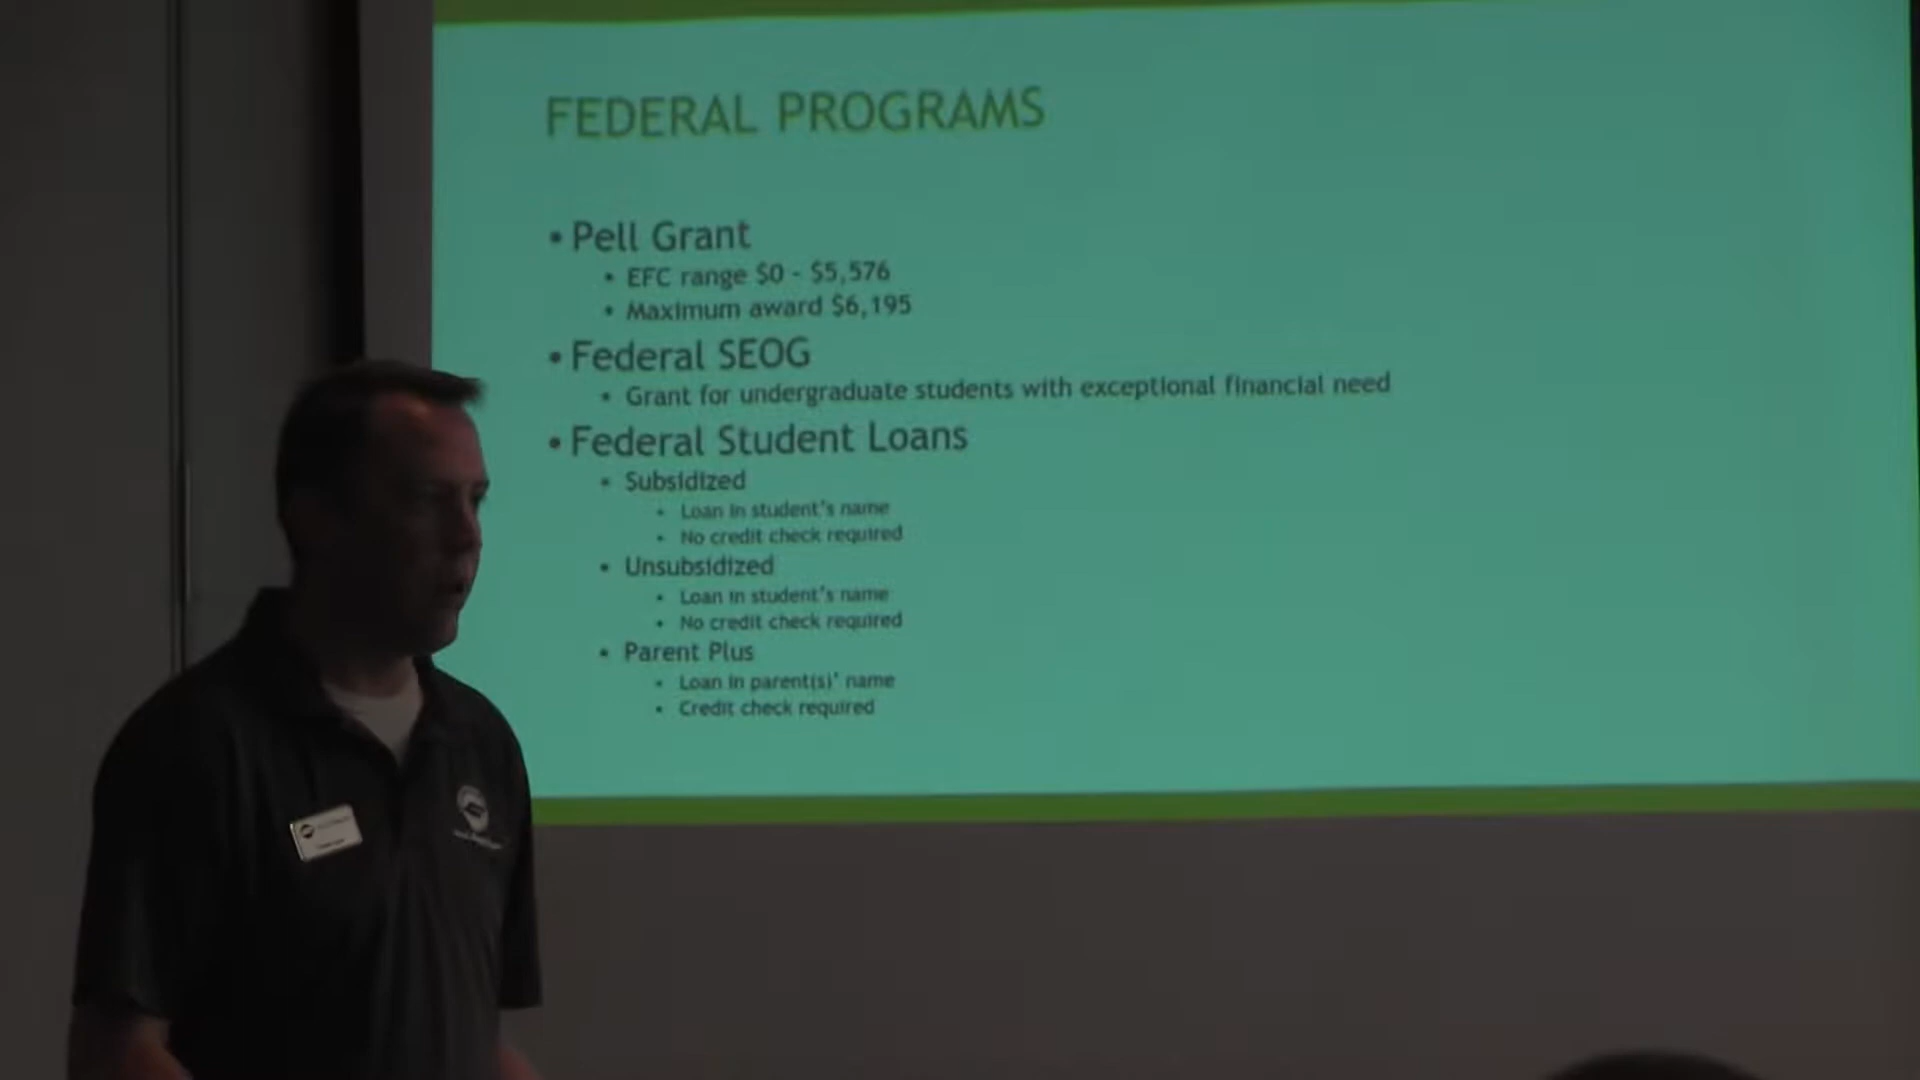 FEDERAL PROGRAMS
• Pell Grant
• EFC range $0 - $5,576
• Maximum award $6,195
• Federal SEOG
• Grant for undergraduate students with exceptional financial need
• Federal Student Loans
• Subsidized
• Loan in student's name
• No credit check required
• Unsubsidized
• Loan in student's name
• No credit check required
• Parent Plus
• Loan in parent(s)' name
• Credit check required